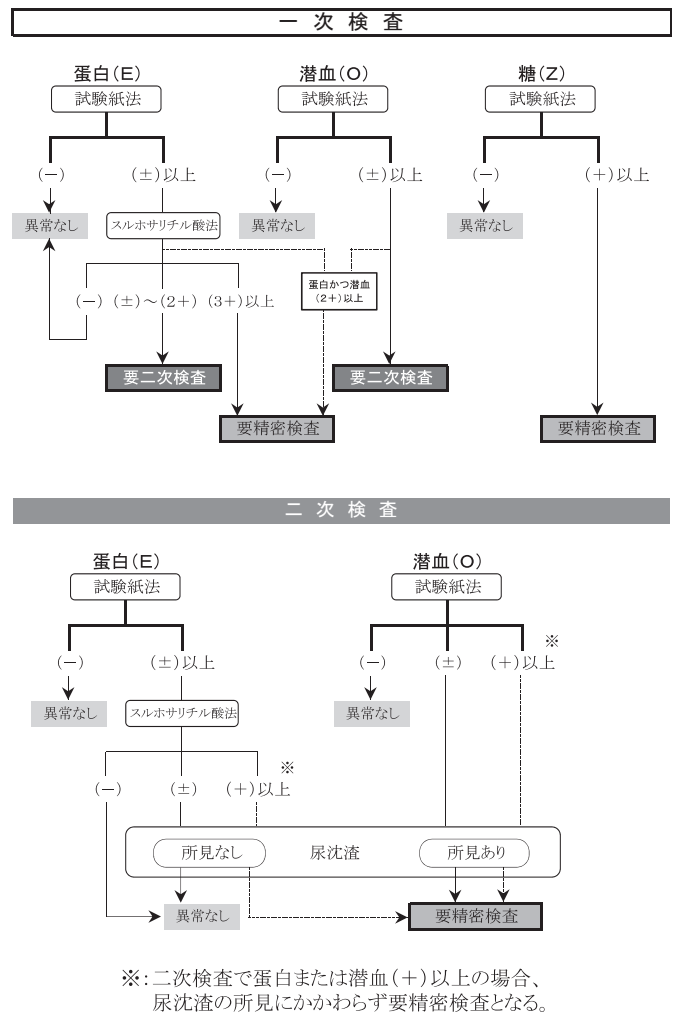 一次検査
蛋白（E） 潜血（O） 糖（Z）
試験紙法 試験紙法 試験紙法
（－） （±）以上 （－） （±）以上 （－） （＋）以上
異常なし スルホサリチル酸法 異常なし 異常なし
蛋白かつ潜血
（２＋）以上
（－） （±）～（2＋） （3＋）以上
要二次検査 要二次検査
要精密検査 要精密検査
二次検査
蛋白（E） 潜血（O）
試験紙法 試験紙法
※
（－） （±）以上 （－） （±） （＋）以上
異常なし スルホサリチル酸法 異常なし
※
（－） （±） （＋）以上
所見なし 尿沈渣 所見あり
異常なし 要精密検査
※：二次検査で蛋白または潜血（＋）以上の場合、
尿沈渣の所見にかかわらず要精密検査となる。